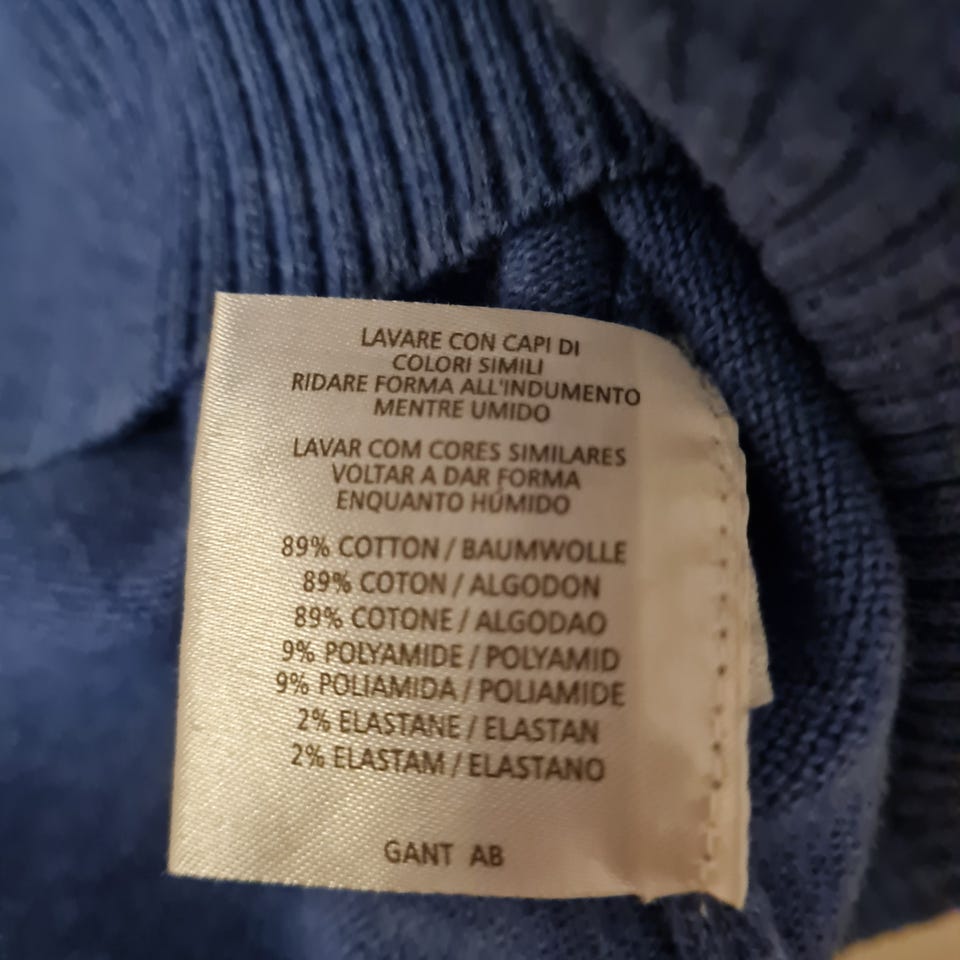 LAVARE CON CAPI DI
COLORI SIMILI
RIDARE FORMA ALL'INDUMENTO
MENTRE UMIDO
LAVAR COM CORES SIMILARES
VOLTAR A DAR FORMA
ENQUANTO HÚMIDO
89% COTTON / BAUMWOLLE
89% COTON / ALGODON
89% COTONE / ALGODAO
9% POLYAMIDE / POLYAMID
9% POLIAMIDA / POLIAMIDE
2% ELASTANE / ELASTAN
2% ELASTAM / ELASTANO
GANT AB